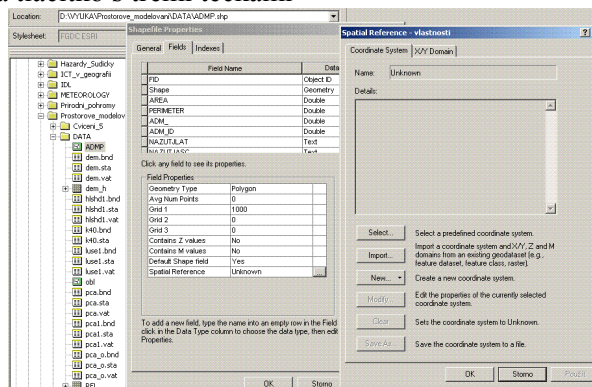 Location: D:\VYUKA\Prostorove_modelovani\DATA\ADMP.shp
Stylesheet: FGDC ESRI
Hazardy_Sudicky
ICT_v_geografii
IDL
METEOROLOGY
Prirodni_pohromy
Prostorove_modelov
Cviceni_5
DATA
ADMP
dem.bnd
dem.sta
dem.vat
dem_h
hlshd1.bnd
hlshd1.sta
hlshd1.vat
k40.bnd
k40.sta
luse1.bnd
luse1.sta
luse1.vat
obl
pca.bnd
pca.sta
pca.vat
pca1.bnd
pca1.sta
pca1.vat
pca_o.bnd
pca_o.sta
pca_o.vat
REL
Shapefile Properties
General Fields Indexes
Field Name Data
FID Object ID
Shape Geometry
AREA Double
PERIMETER Double
ADM_ Double
ADM_ID Double
NAZUTJLAT Text
NAZUTJASC Text
Click any field to see its properties.
Field Properties
Geometry Type Polygon
Avg Num Points 0
Grid 1 1000
Grid 2 0
Grid 3 0
Contains Z values No
Contains M values No
Default Shape field Yes
Spatial Reference Unknown ...
To add a new field, type the name into an empty row in the Field
click in the Data Type column to choose the data type, then edit
Properties.
OK Storno
Spatial Reference - vlastnosti ?
Coordinate System X/Y Domain
Name: Unknown
Details:
Select... Select a predefined coordinate system.
Import... Import a coordinate system and X/Y, Z and M
domains from an existing geodataset (e.g.,
feature dataset, feature class, raster).
New... Create a new coordinate system.
Modify... Edit the properties of the currently selected
coordinate system.
Clear Sets the coordinate system to Unknown.
Save As... Save the coordinate system to a file.
OK Storno Použít